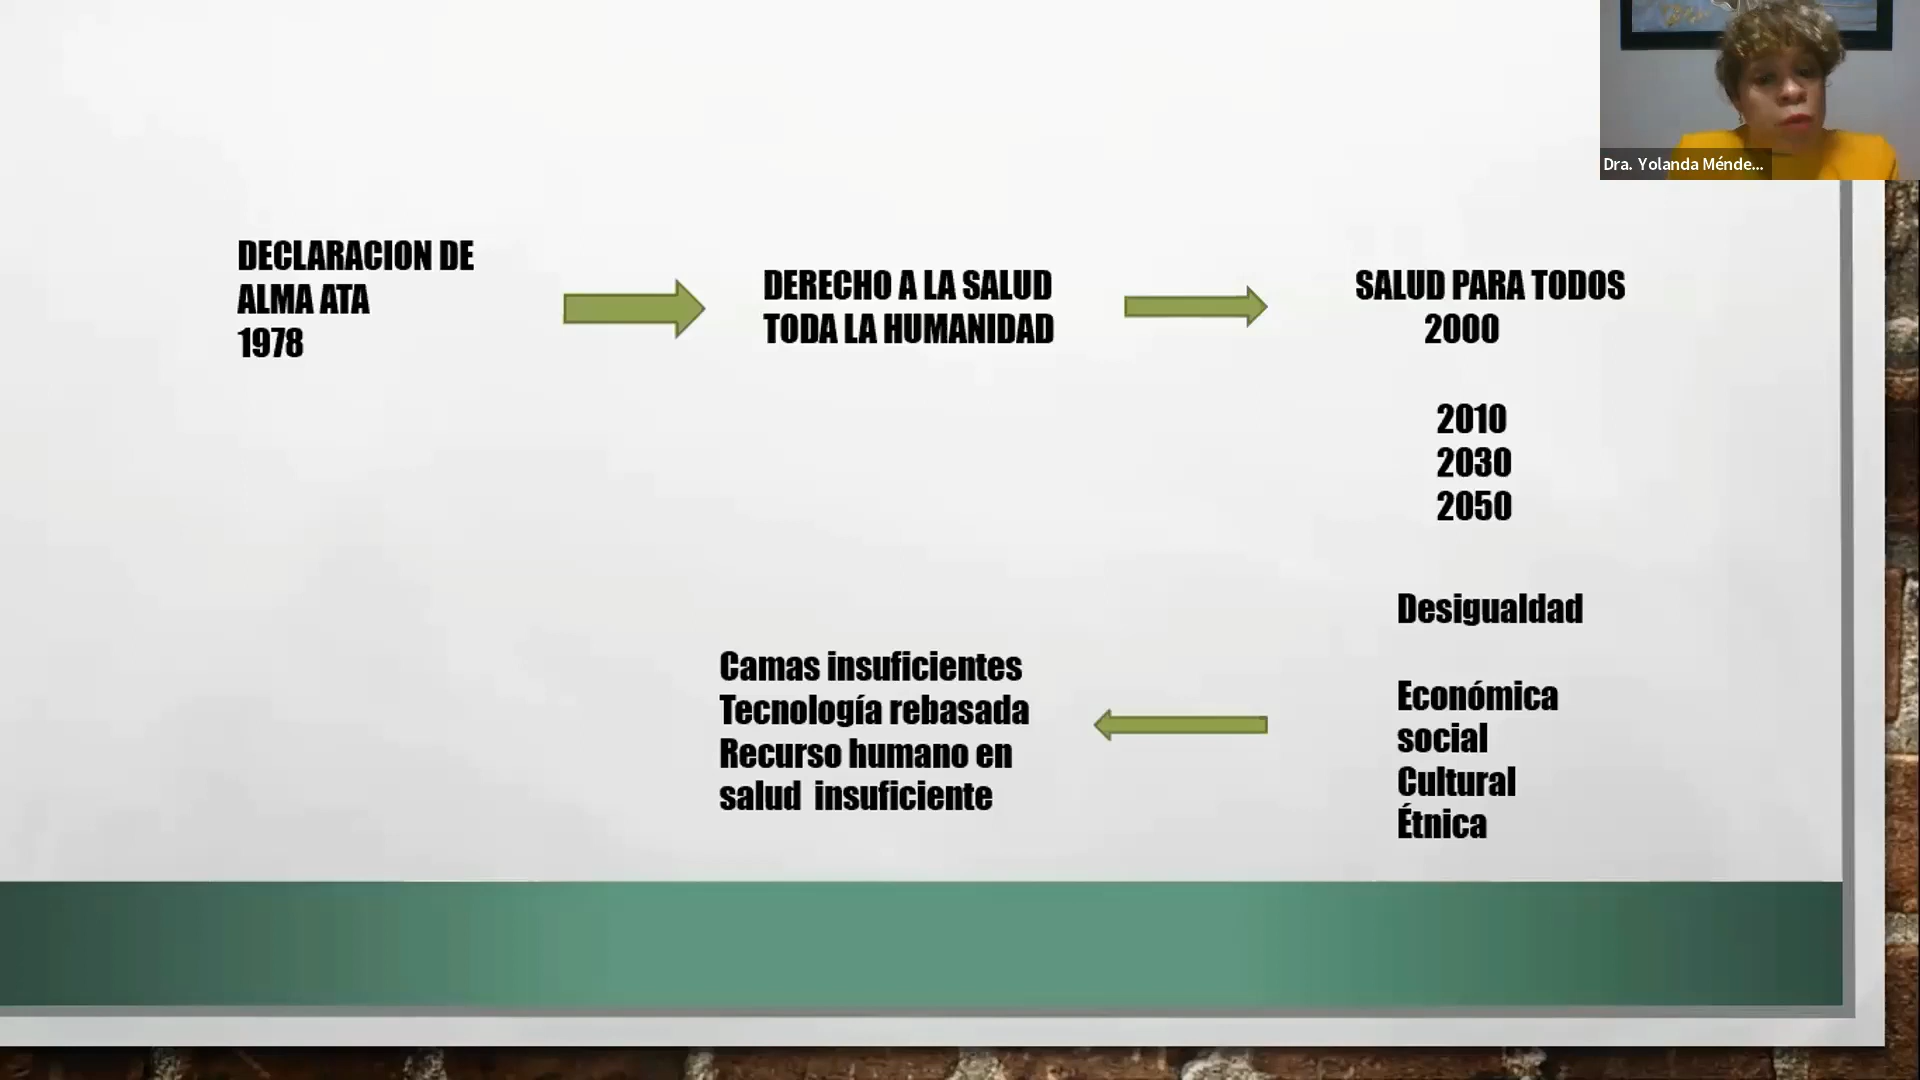 Dra. Yolanda Ménde...
DECLARACION DE
ALMA ATA
1978
DERECHO A LA SALUD
TODA LA HUMANIDAD
SALUD PARA TODOS
2000
2010
2030
2050
Desigualdad
Económica
social
Cultural
Étnica
Camas insuficientes
Tecnología rebasada
Recurso humano en
salud insuficiente